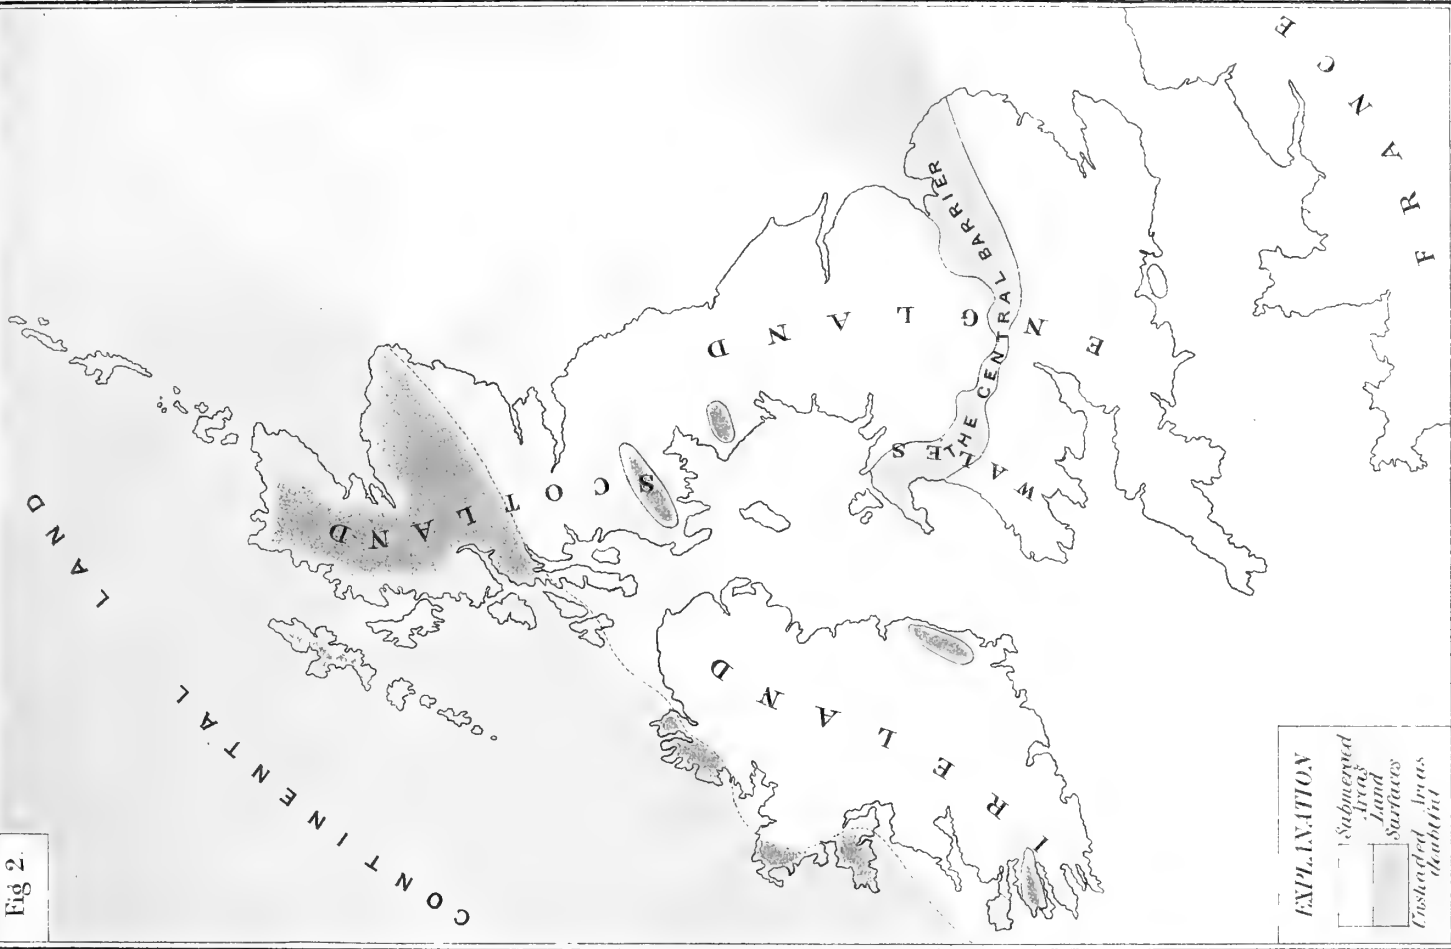 Fig 2.
CONTINENTAL LAND
SCOTLAND
IRELAND
ENGLAND
WALES
THE CENTRAL BARRIER
FRANCE
EXPLANATION
Submerged
Areas
Land
Surfaces
Unshaded Areas
doubtful